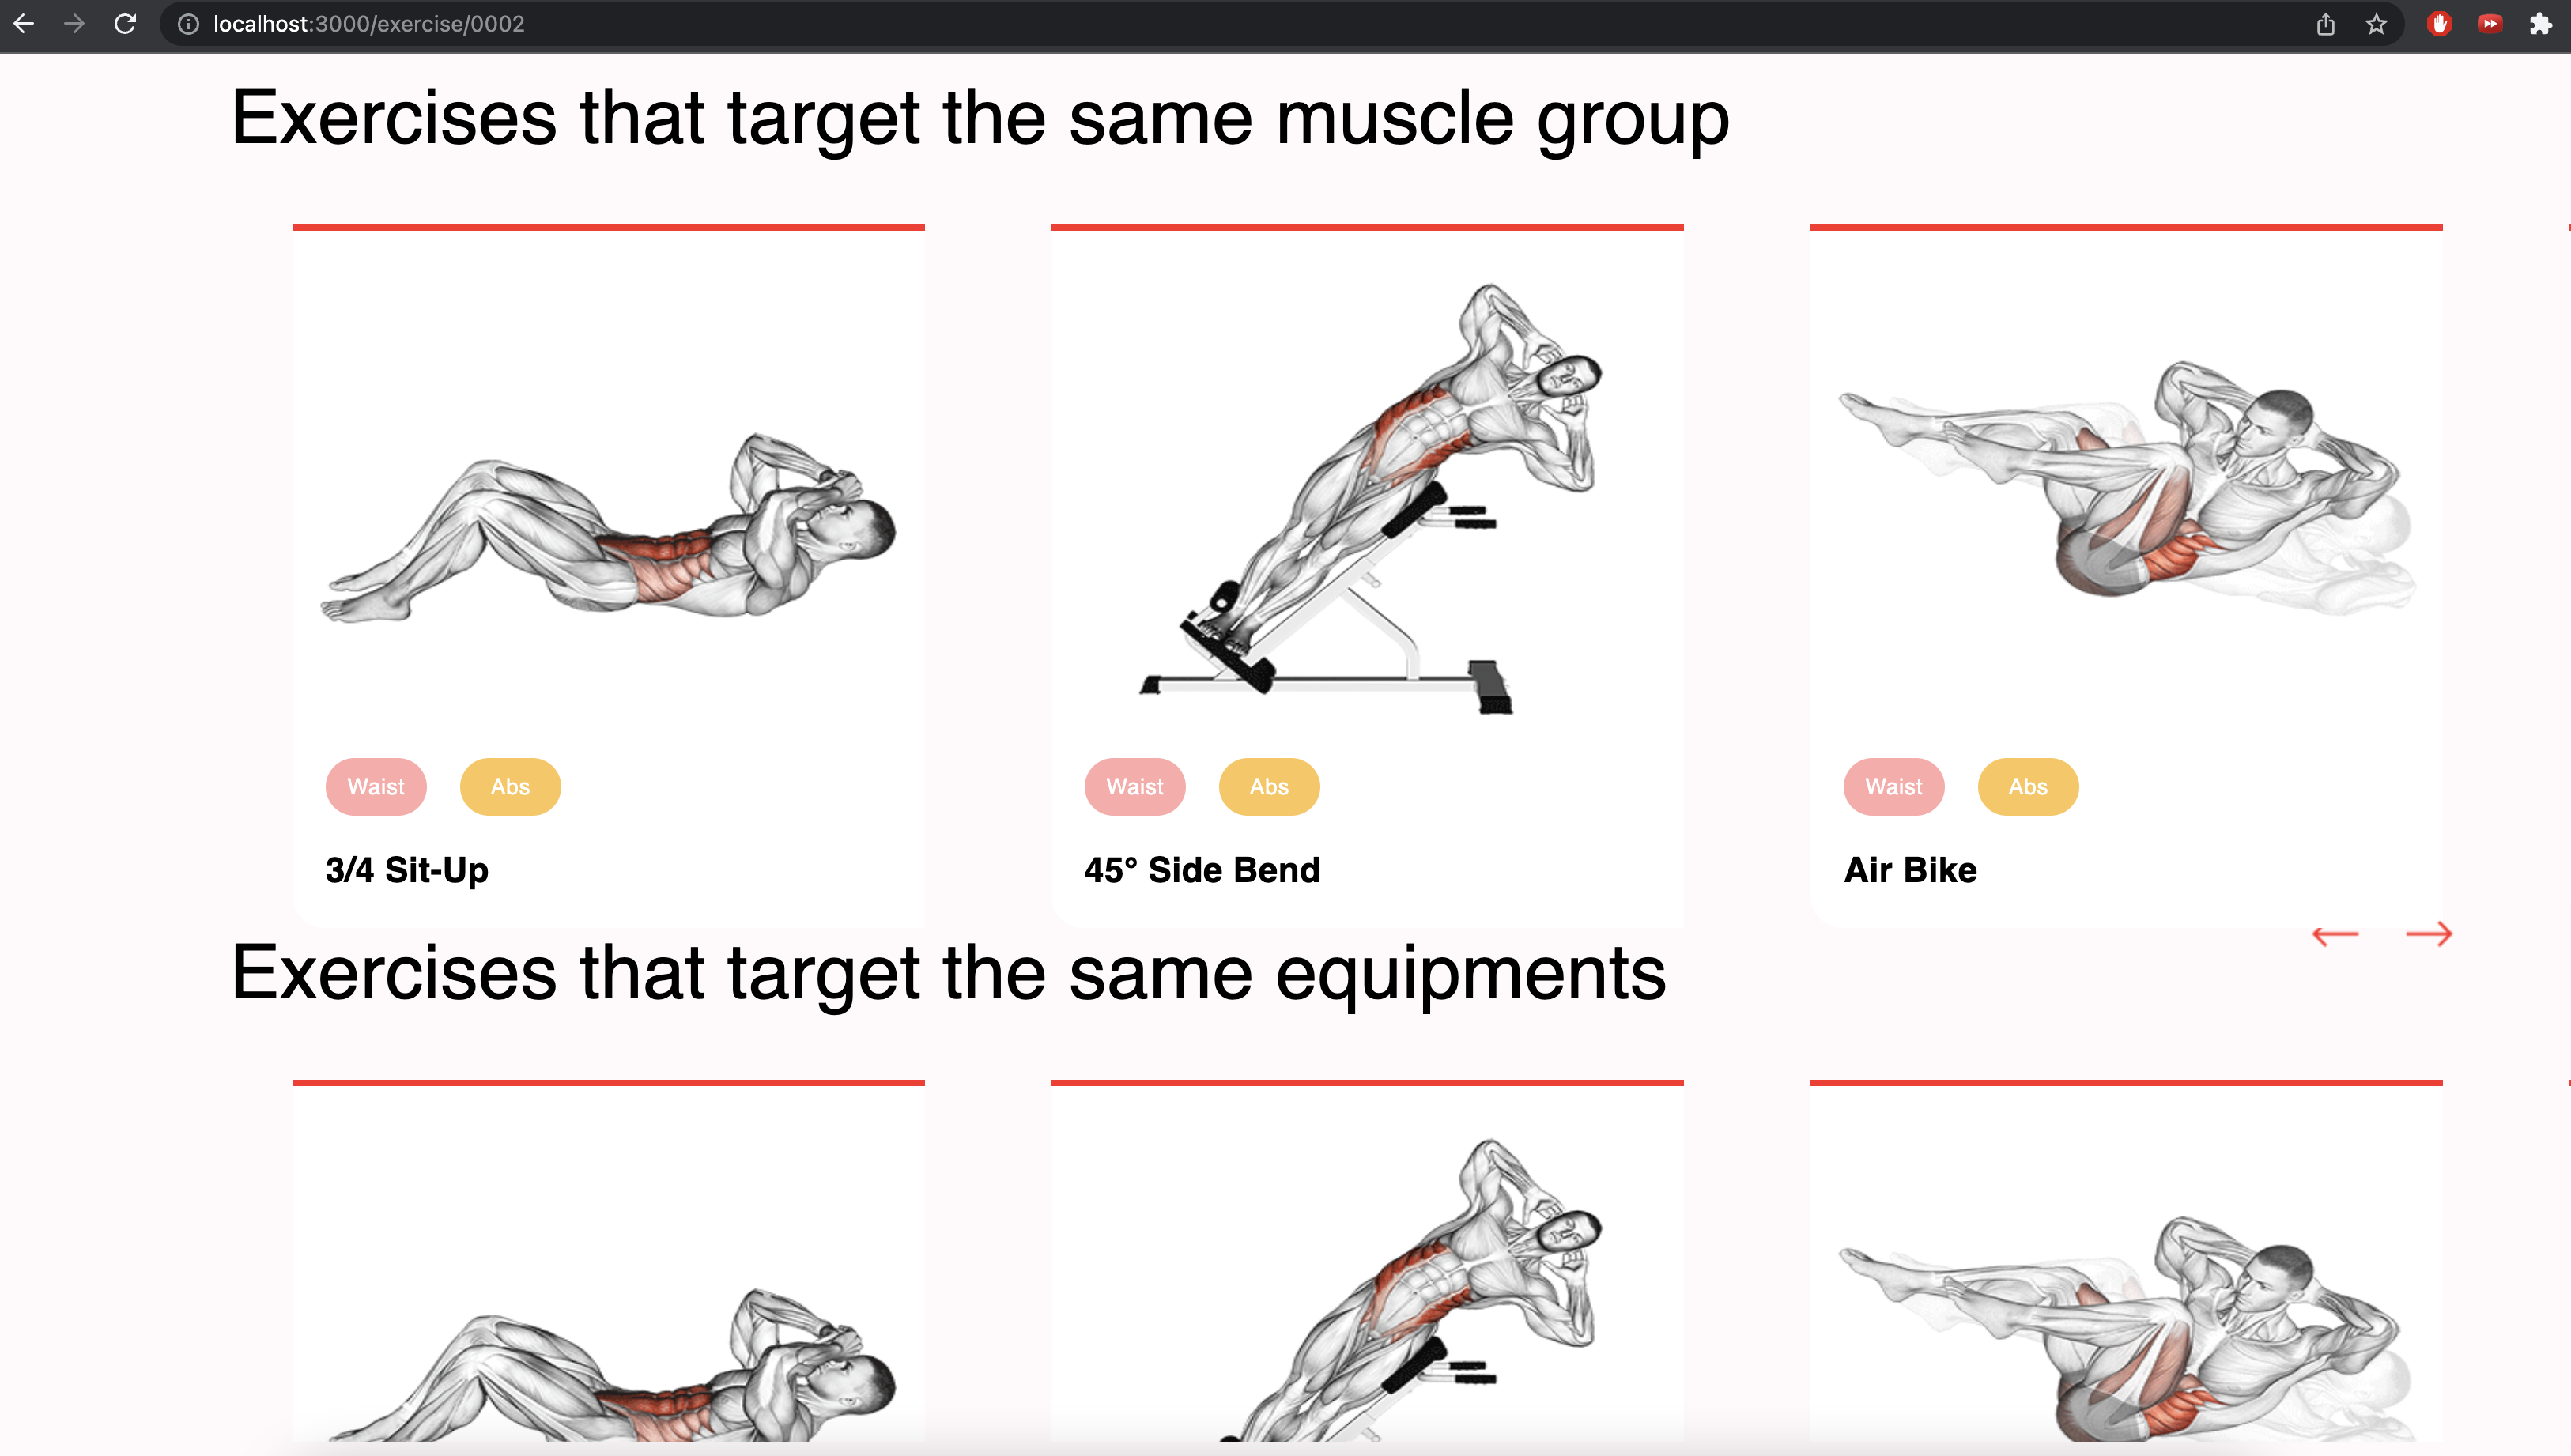 localhost:3000/exercise/0002
Exercises that target the same muscle group
Waist Abs
3/4 Sit-Up
Waist Abs
45° Side Bend
Waist Abs
Air Bike
Exercises that target the same equipments